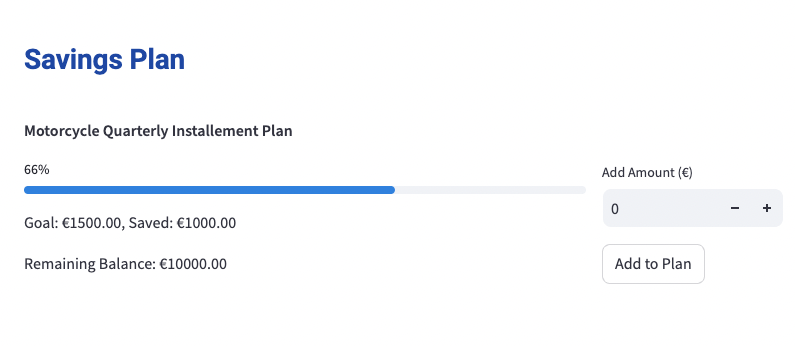 Savings Plan
Motorcycle Quarterly Installement Plan
66%
Goal: €1500.00, Saved: €1000.00
Remaining Balance: €10000.00
Add Amount (€)
0
Add to Plan